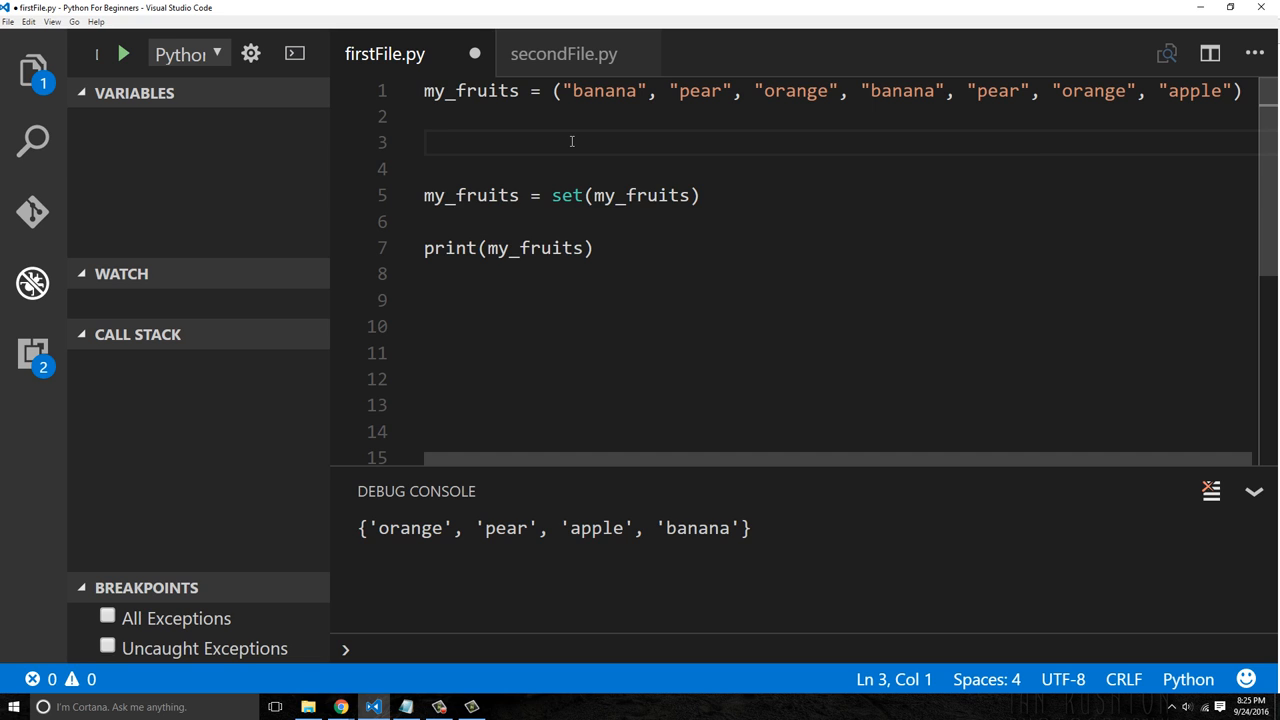 ● firstFile.py - Python For Beginners - Visual Studio Code
File Edit View Go Help
Python
firstFile.py
secondFile.py
1
VARIABLES
WATCH
CALL STACK
2
BREAKPOINTS
All Exceptions
Uncaught Exceptions
1 my_fruits = ("banana", "pear", "orange", "banana", "pear", "orange", "apple")
2
3
4
5 my_fruits = set(my_fruits)
6
7 print(my_fruits)
8
9
10
11
12
13
14
15
DEBUG CONSOLE
{'orange', 'pear', 'apple', 'banana'}
0 0
Ln 3, Col 1 Spaces: 4 UTF-8 CRLF Python
I'm Cortana. Ask me anything.
8:25 PM
9/24/2016